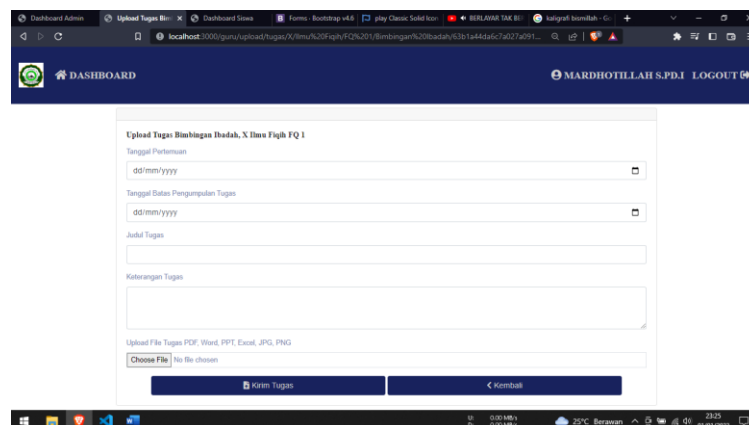 Dashboard Admin
Upload Tugas Bim
Dashboard Siswa
Forms · Bootstrap v4.6
play Classic Solid Icon
BERLAYAR TAK BE
kaligrafi bismillah - Go
localhost:3000/guru/upload/tugas/X/Ilmu%20Fiqih/FQ%201/Bimbingan%20Ibadah/63b1a44da6c7a027a091...
DASHBOARD
MARDHOTILLAH S.PD.I LOGOUT
Upload Tugas Bimbingan Ibadah, X Ilmu Fiqih FQ 1
Tanggal Pertemuan
dd/mm/yyyy
Tanggal Batas Pengumpulan Tugas
dd/mm/yyyy
Judul Tugas
Keterangan Tugas
Upload File Tugas PDF, Word, PPT, Excel, JPG, PNG
Choose File No file chosen
Kirim Tugas
Kembali
U: 0.00 MB/s
D: 0.00 MB/s
25°C Berawan
23:25